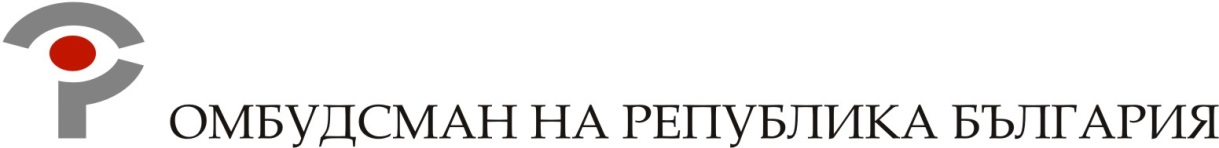 ОМБУДСМАН НА РЕПУБЛИКА БЪЛГАРИЯ